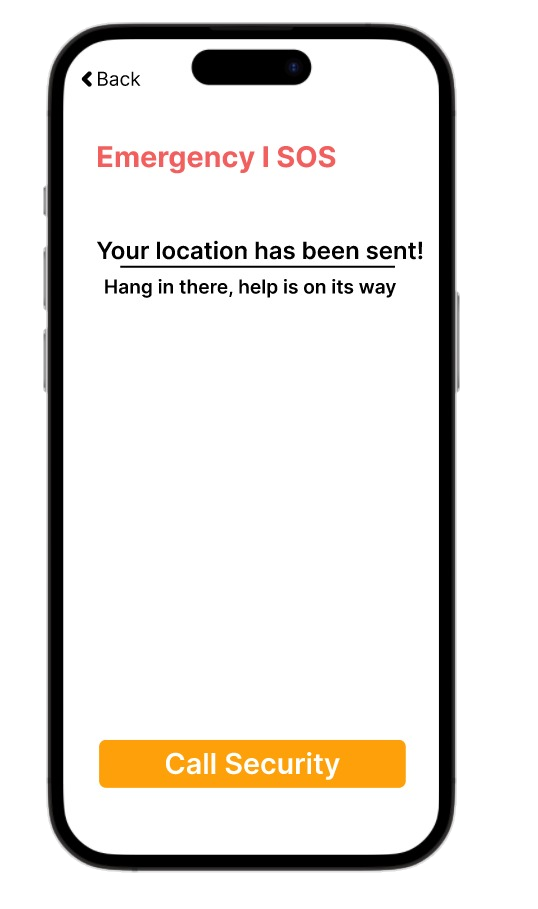 Back
Emergency I SOS
Your location has been sent!
Hang in there, help is on its way
Call Security